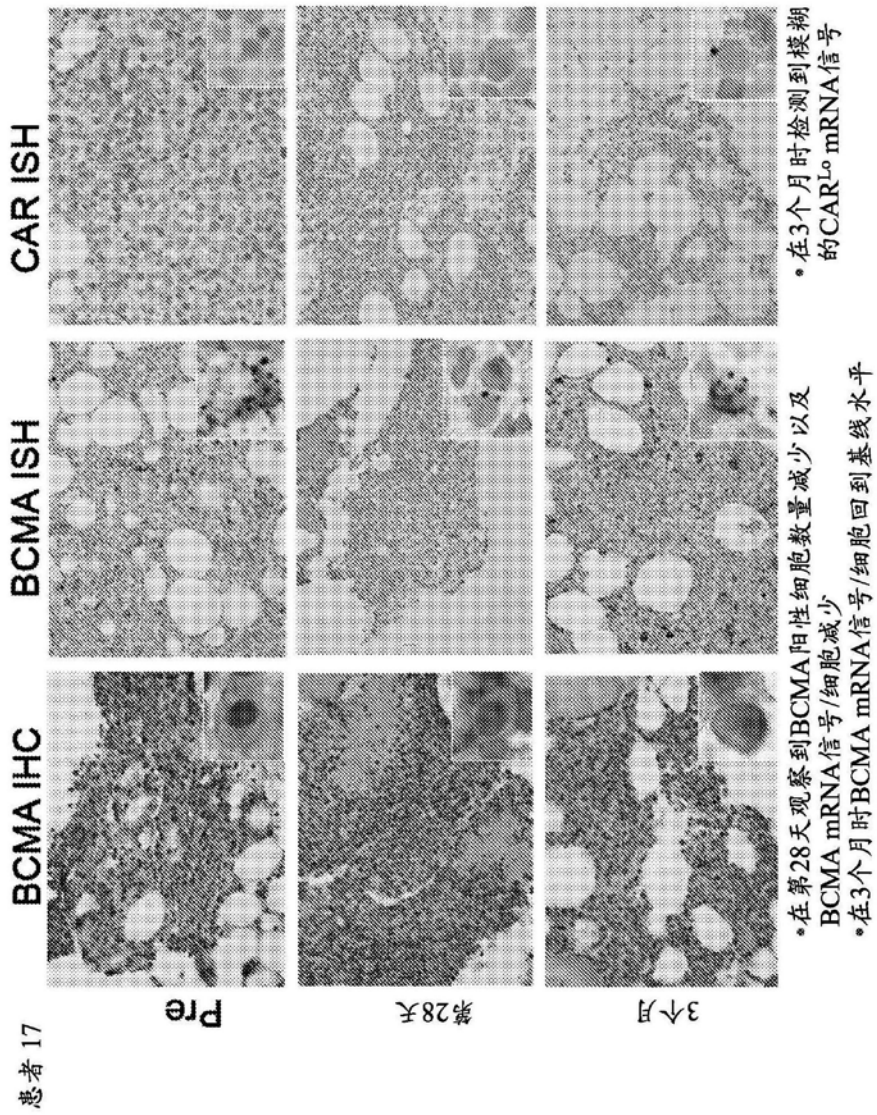 患者 17
BCMA IHC
BCMA ISH
CAR ISH
Pre
第28天
3个月
•在第28天观察到BCMA阳性细胞数量减少以及
BCMA mRNA信号/细胞减少
•在3个月时BCMA mRNA信号/细胞回到基线水平
•在3个月时检测到模糊
的CAR^Lo mRNA信号